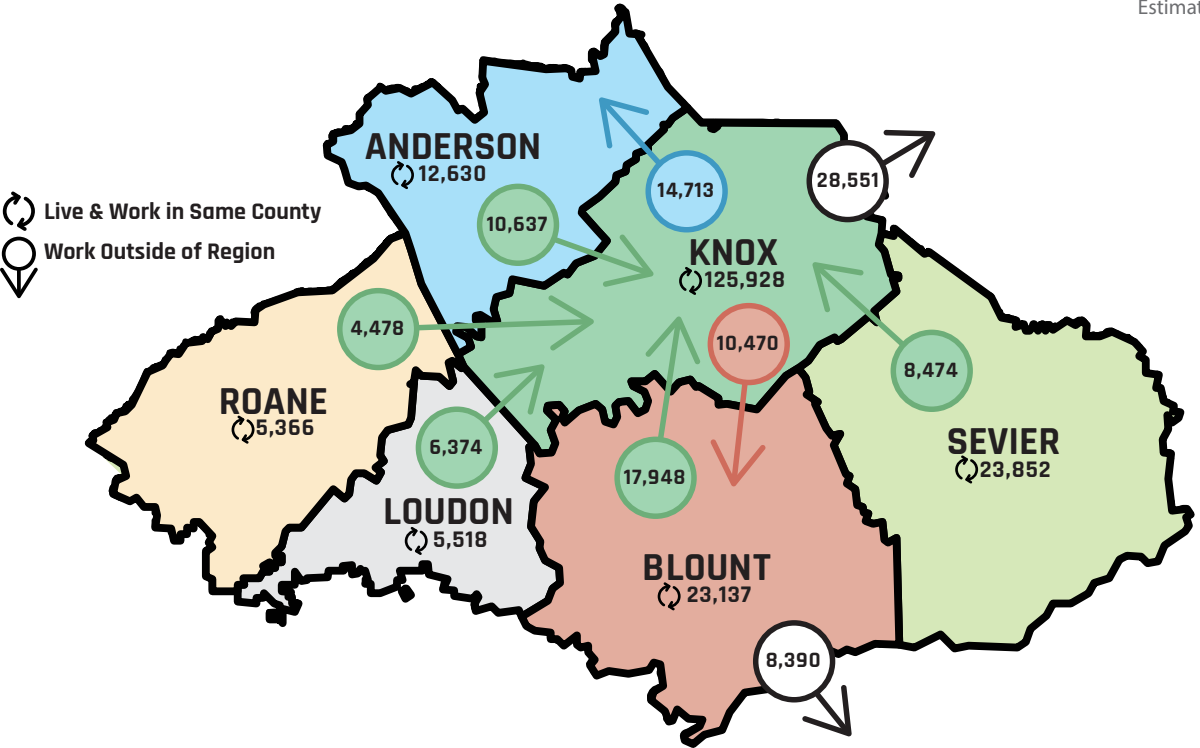 Estimat
ANDERSON
12,630
14,713
28,551
Live & Work in Same County
10,637
Work Outside of Region
KNOX
125,928
4,478
10,470
8,474
ROANE
5,366
6,374
SEVIER
23,852
17,948
LOUDON
5,518
BLOUNT
23,137
8,390